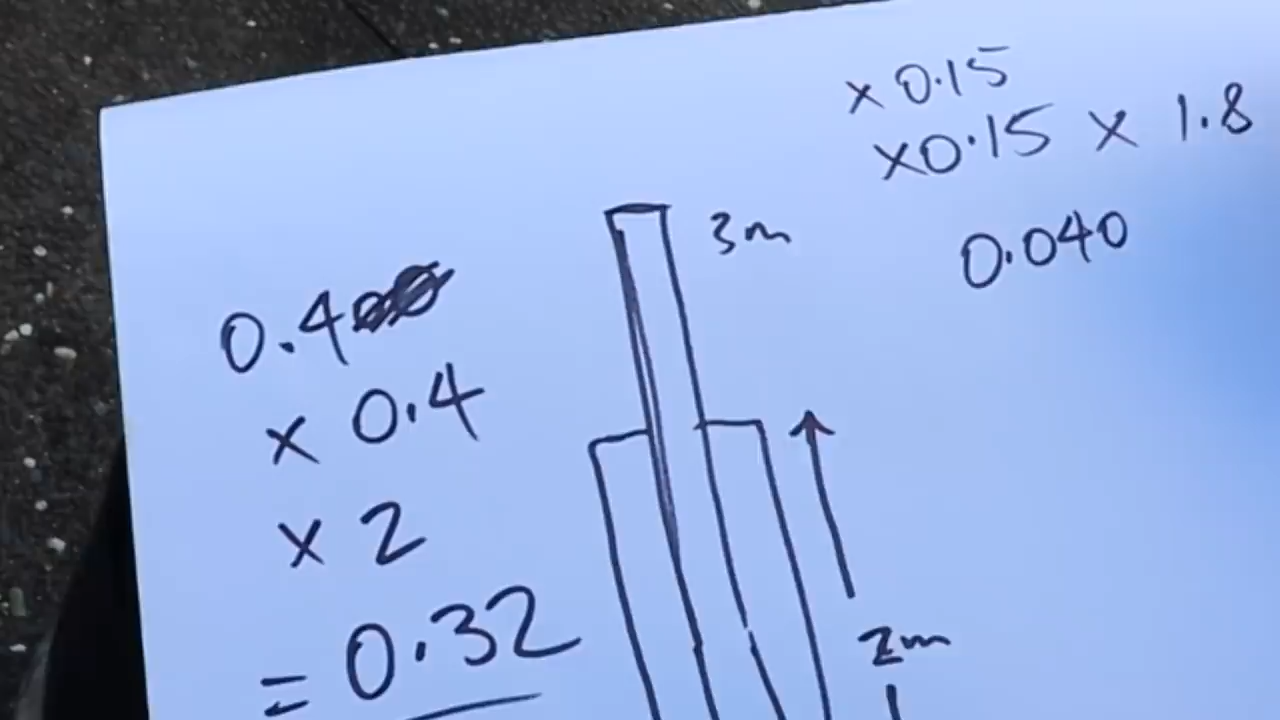 × 0.15
×0.15 × 1.8
0.040
3m
0.4
× 0.4
× 2
= 0.32
2m